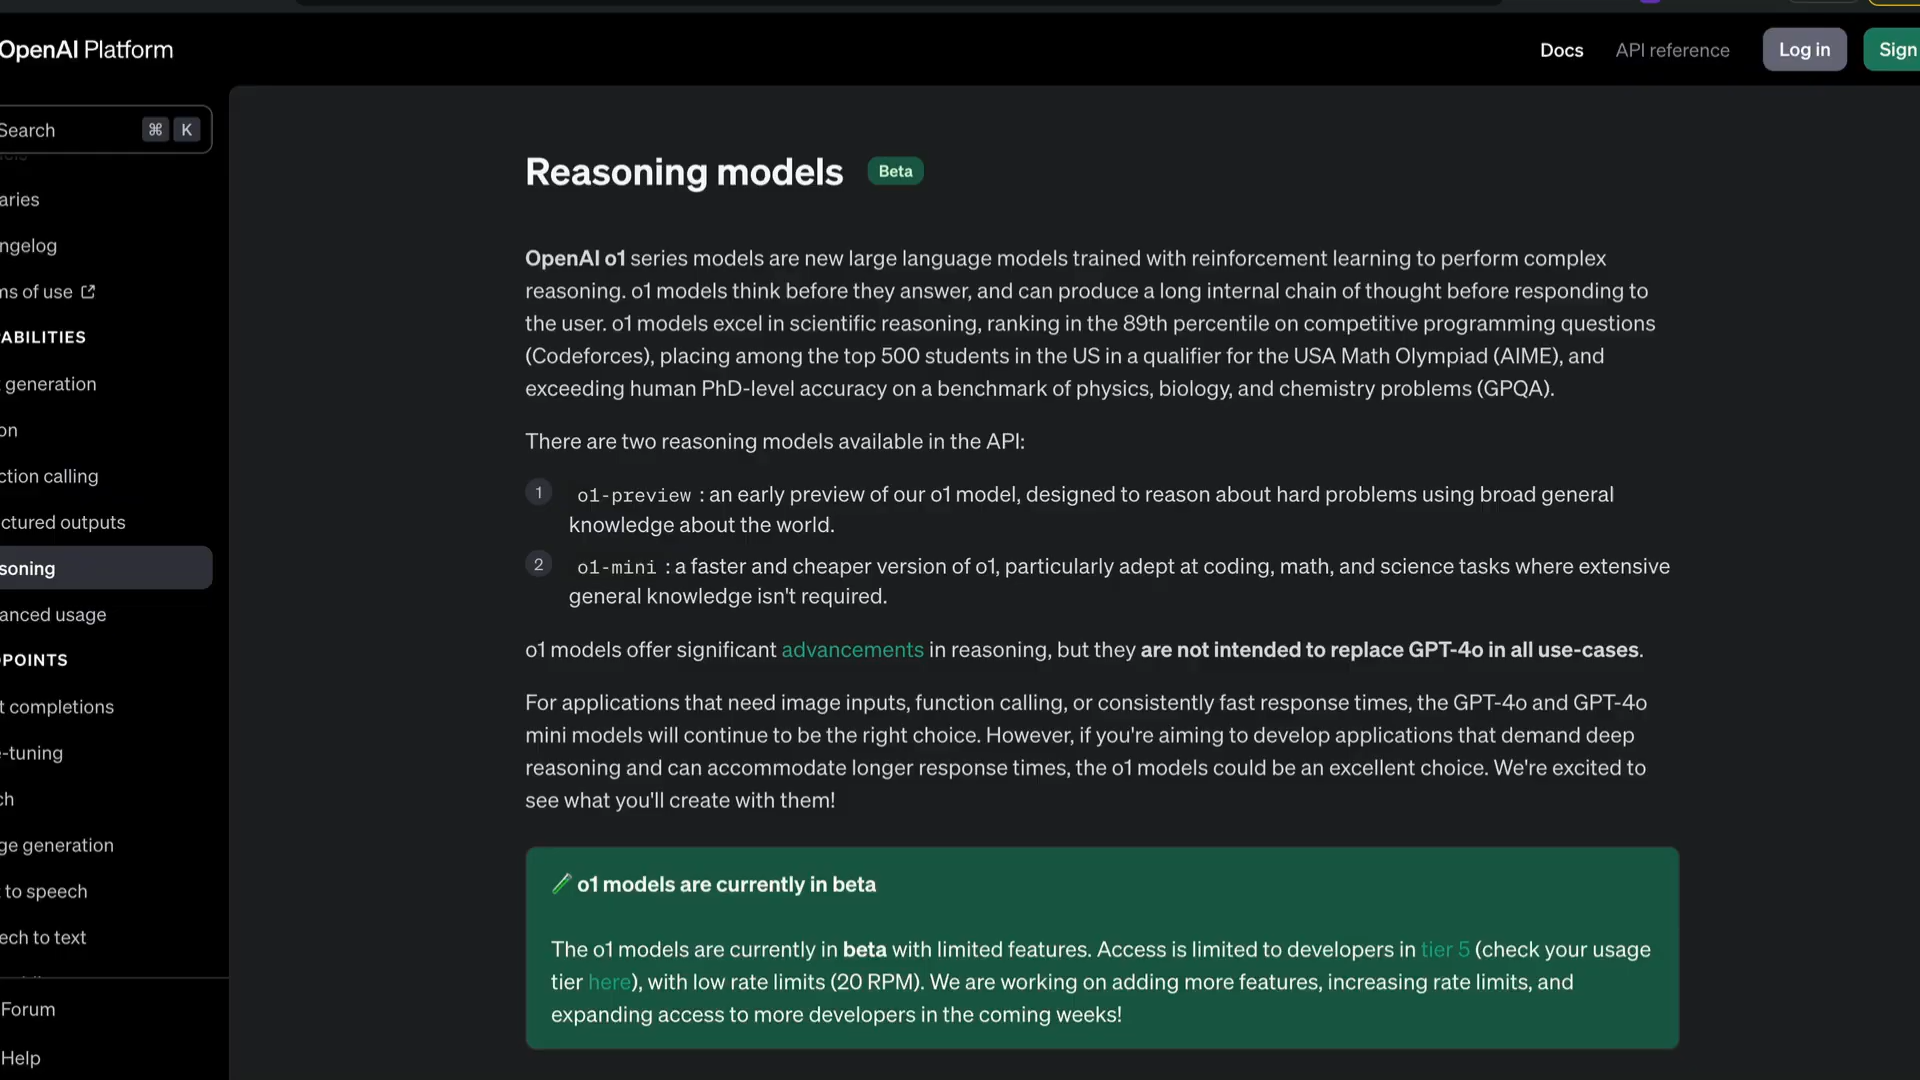 OpenAI Platform
Docs
API reference
Log in
Sign
Search
⌘ K
aries
ngelog
ms of use
ABILITIES
generation
on
ction calling
ctured outputs
soning
anced usage
POINTS
t completions
e-tuning
ch
ge generation
to speech
ech to text
Forum
Help
Reasoning models
Beta
OpenAI o1 series models are new large language models trained with reinforcement learning to perform complex
reasoning. o1 models think before they answer, and can produce a long internal chain of thought before responding to
the user. o1 models excel in scientific reasoning, ranking in the 89th percentile on competitive programming questions
(Codeforces), placing among the top 500 students in the US in a qualifier for the USA Math Olympiad (AIME), and
exceeding human PhD-level accuracy on a benchmark of physics, biology, and chemistry problems (GPQA).
There are two reasoning models available in the API:
1 o1-preview : an early preview of our o1 model, designed to reason about hard problems using broad general
knowledge about the world.
2 o1-mini : a faster and cheaper version of o1, particularly adept at coding, math, and science tasks where extensive
general knowledge isn't required.
o1 models offer significant advancements in reasoning, but they are not intended to replace GPT-4o in all use-cases.
For applications that need image inputs, function calling, or consistently fast response times, the GPT-4o and GPT-4o
mini models will continue to be the right choice. However, if you're aiming to develop applications that demand deep
reasoning and can accommodate longer response times, the o1 models could be an excellent choice. We're excited to
see what you'll create with them!
o1 models are currently in beta
The o1 models are currently in beta with limited features. Access is limited to developers in tier 5 (check your usage
tier here), with low rate limits (20 RPM). We are working on adding more features, increasing rate limits, and
expanding access to more developers in the coming weeks!